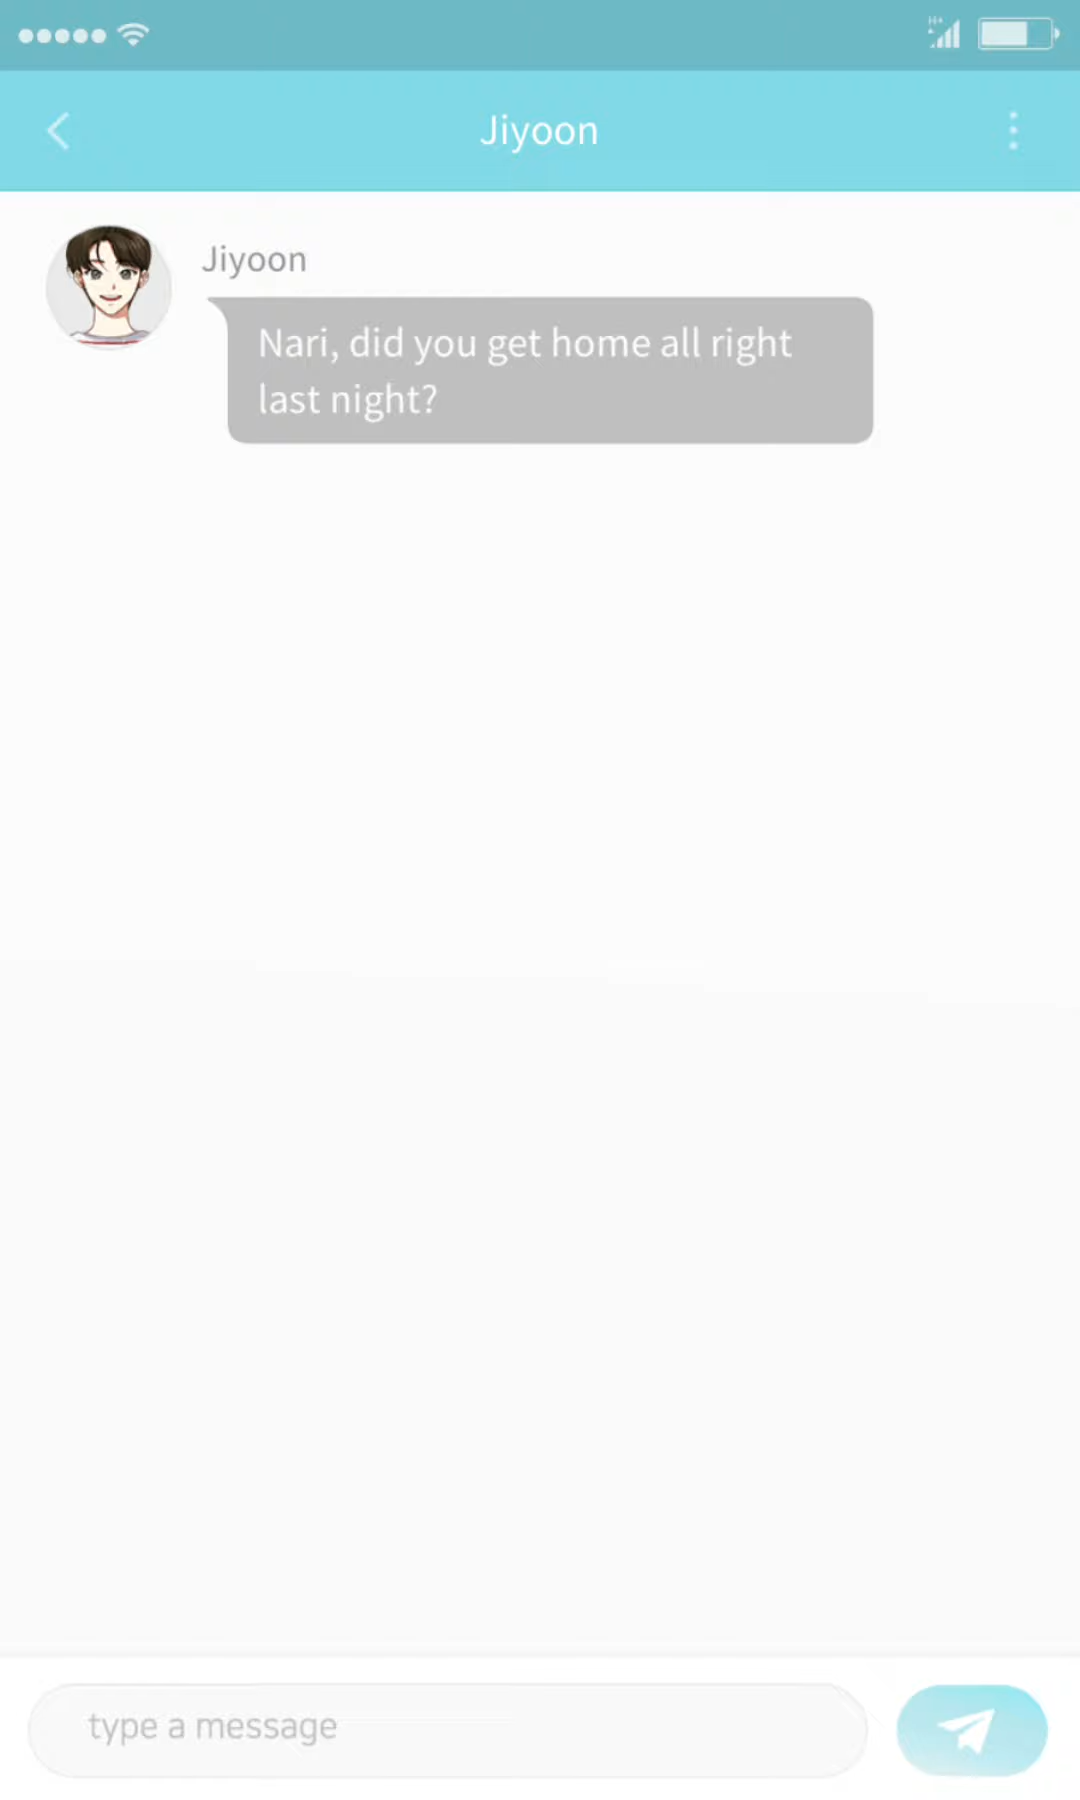 Jiyoon
Jiyoon
Nari, did you get home all right
last night?
type a message